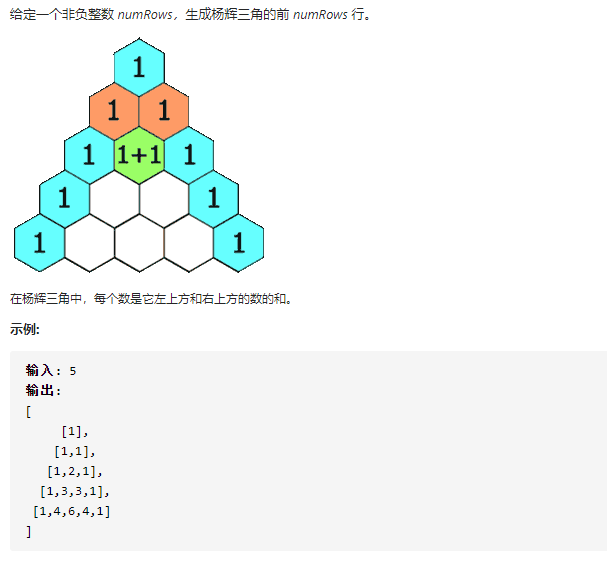 给定一个非负整数 numRows，生成杨辉三角的前 numRows 行。
1
1 1
1 1+1 1
1 1
1 1
在杨辉三角中，每个数是它左上方和右上方的数的和。
示例:
输入: 5
输出:
[
[1],
[1,1],
[1,2,1],
[1,3,3,1],
[1,4,6,4,1]
]